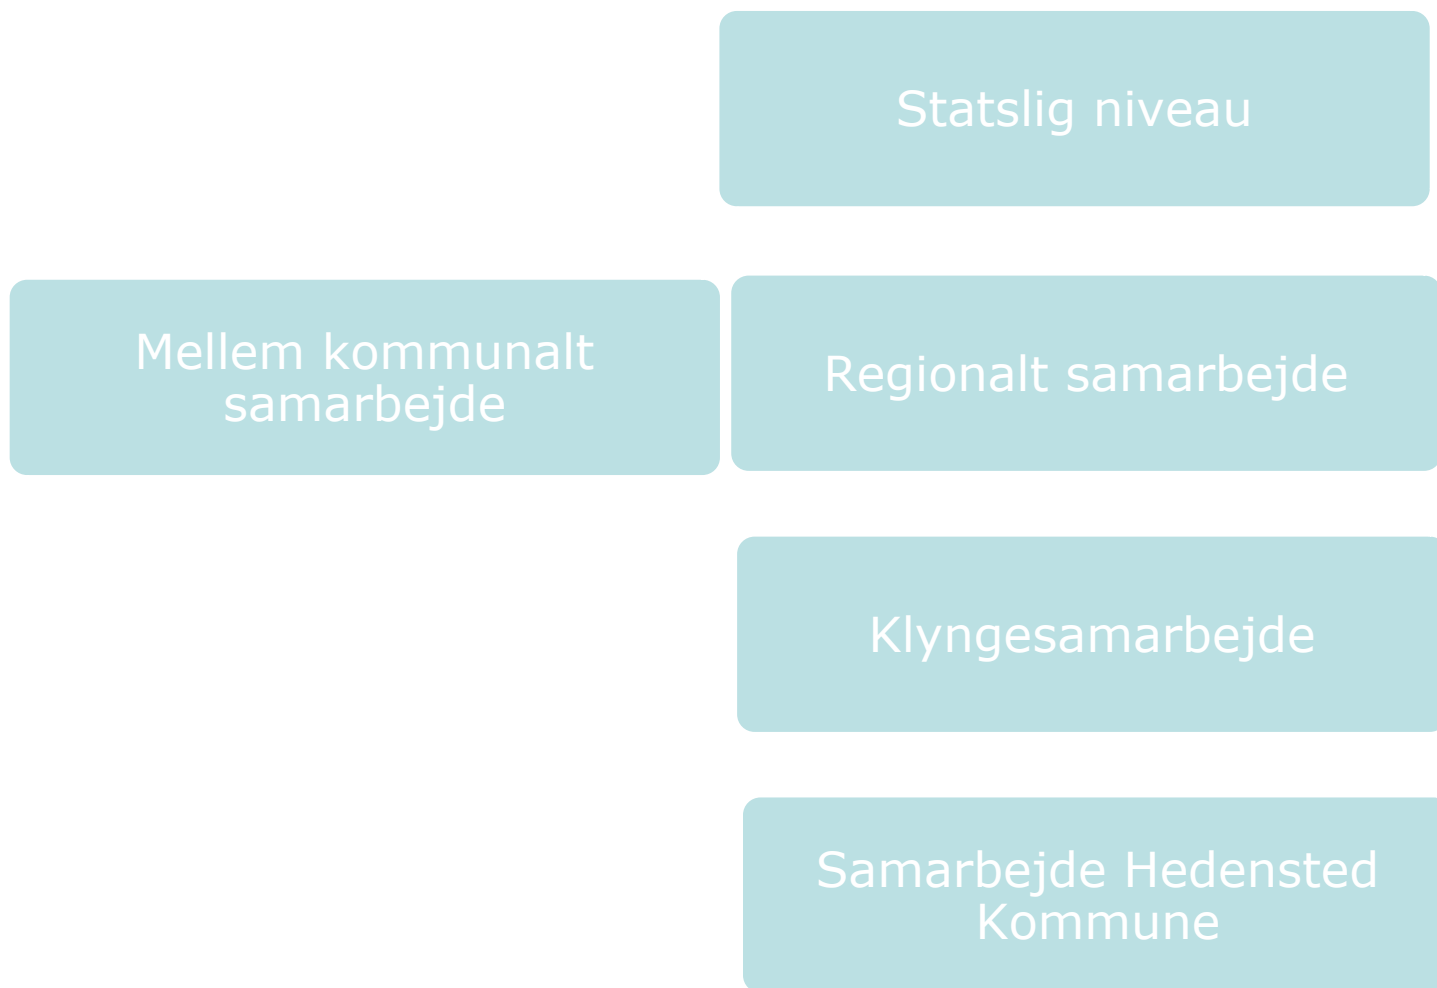 Statslig niveau
Mellem kommunalt
samarbejde
Regionalt samarbejde
Klyngesamarbejde
Samarbejde Hedensted
Kommune